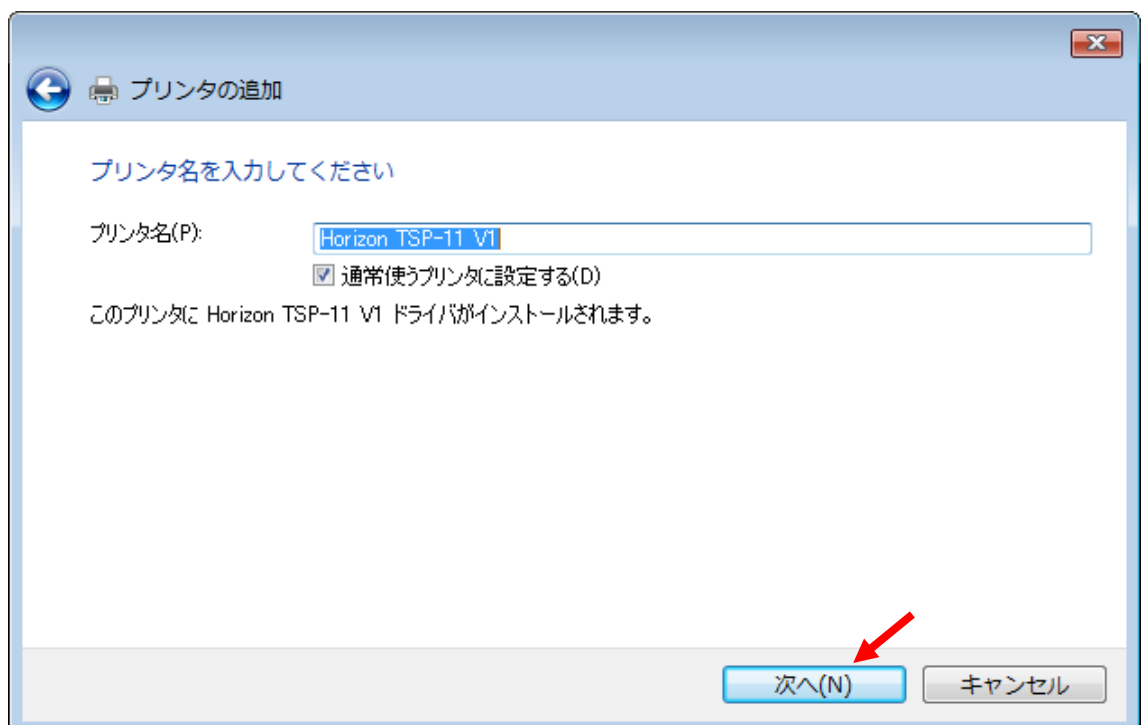 プリンタの追加
プリンタ名を入力してください
プリンタ名(P): Horizon TSP-11 V1
通常使うプリンタに設定する(D)
このプリンタに Horizon TSP-11 V1 ドライバがインストールされます。
次へ(N) キャンセル